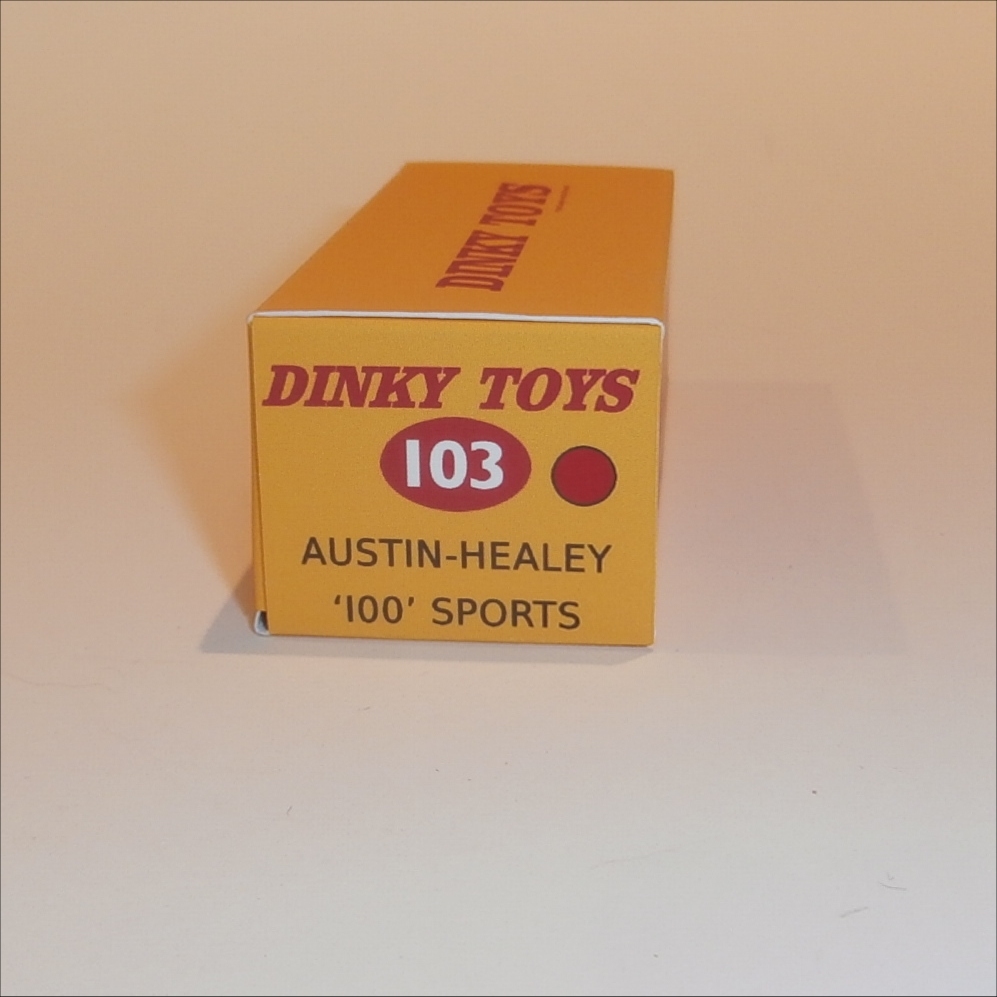 DINKY TOYS
DINKY TOYS
103
AUSTIN-HEALEY
‘100’ SPORTS